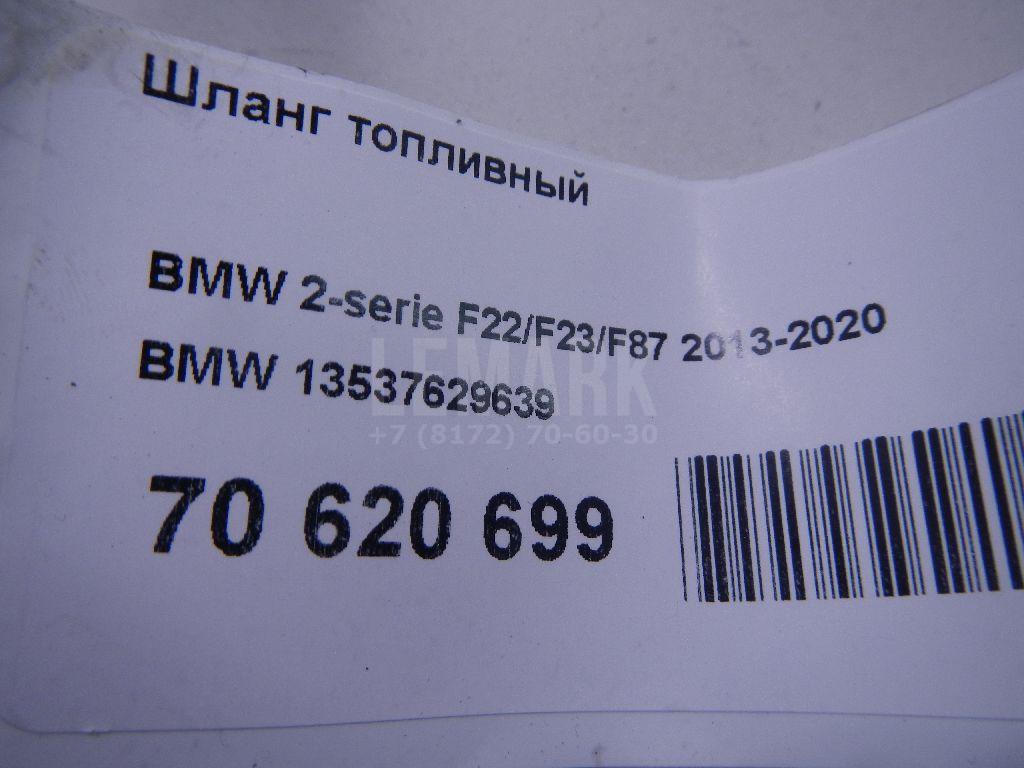 Шланг топливный
BMW 2-serie F22/F23/F87 2013-2020
BMW 13537629639
LEMARK
+7 (8172) 70-60-30
70 620 699